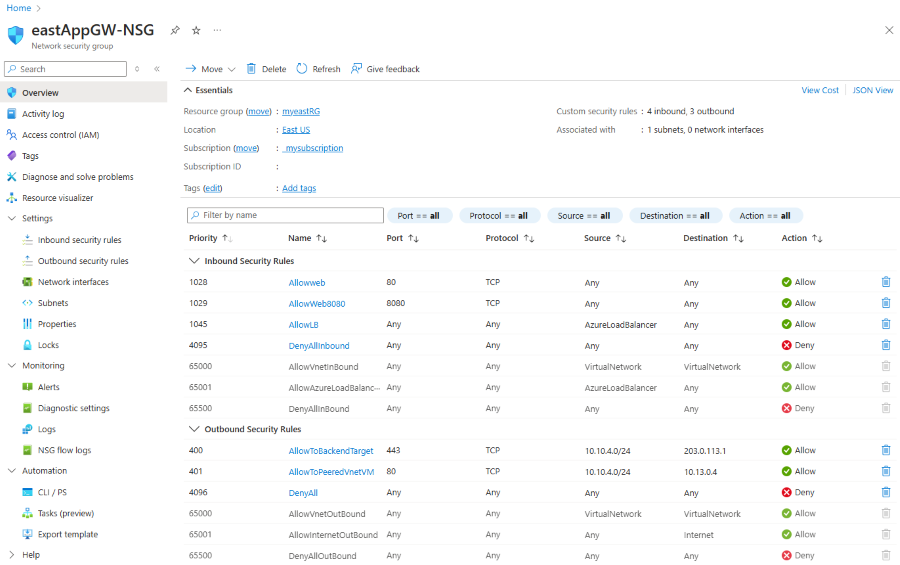 Home >
eastAppGW-NSG
Network security group
Search
Move Delete Refresh Give feedback
Overview
Activity log
Access control (IAM)
Tags
Diagnose and solve problems
Resource visualizer
Settings
Inbound security rules
Outbound security rules
Network interfaces
Subnets
Properties
Locks
Monitoring
Alerts
Diagnostic settings
Logs
NSG flow logs
Automation
CLI / PS
Tasks (preview)
Export template
Help
Essentials View Cost JSON View
Resource group (move) : myeastRG Custom security rules : 4 inbound, 3 outbound
Location : East US Associated with : 1 subnets, 0 network interfaces
Subscription (move) : _mysubscription
Subscription ID :
Tags (edit) : Add tags
Filter by name Port == all Protocol == all Source == all Destination == all Action == all
Priority ↑↓ Name ↑↓ Port ↑↓ Protocol ↑↓ Source ↑↓ Destination ↑↓ Action ↑↓
Inbound Security Rules
1028 Allowweb 80 TCP Any Any Allow
1029 AllowWeb8080 8080 TCP Any Any Allow
1045 AllowLB Any Any AzureLoadBalancer Any Allow
4095 DenyAllInbound Any Any Any Any Deny
65000 AllowVnetInBound Any Any VirtualNetwork VirtualNetwork Allow
65001 AllowAzureLoadBalanc··· Any Any AzureLoadBalancer Any Allow
65500 DenyAllInBound Any Any Any Any Deny
Outbound Security Rules
400 AllowToBackendTarget 443 TCP 10.10.4.0/24 203.0.113.1 Allow
401 AllowToPeeredVnetVM 80 TCP 10.10.4.0/24 10.13.0.4 Allow
4096 DenyAll Any Any Any Any Deny
65000 AllowVnetOutBound Any Any VirtualNetwork VirtualNetwork Allow
65001 AllowInternetOutBound Any Any Any Internet Allow
65500 DenyAllOutBound Any Any Any Any Deny